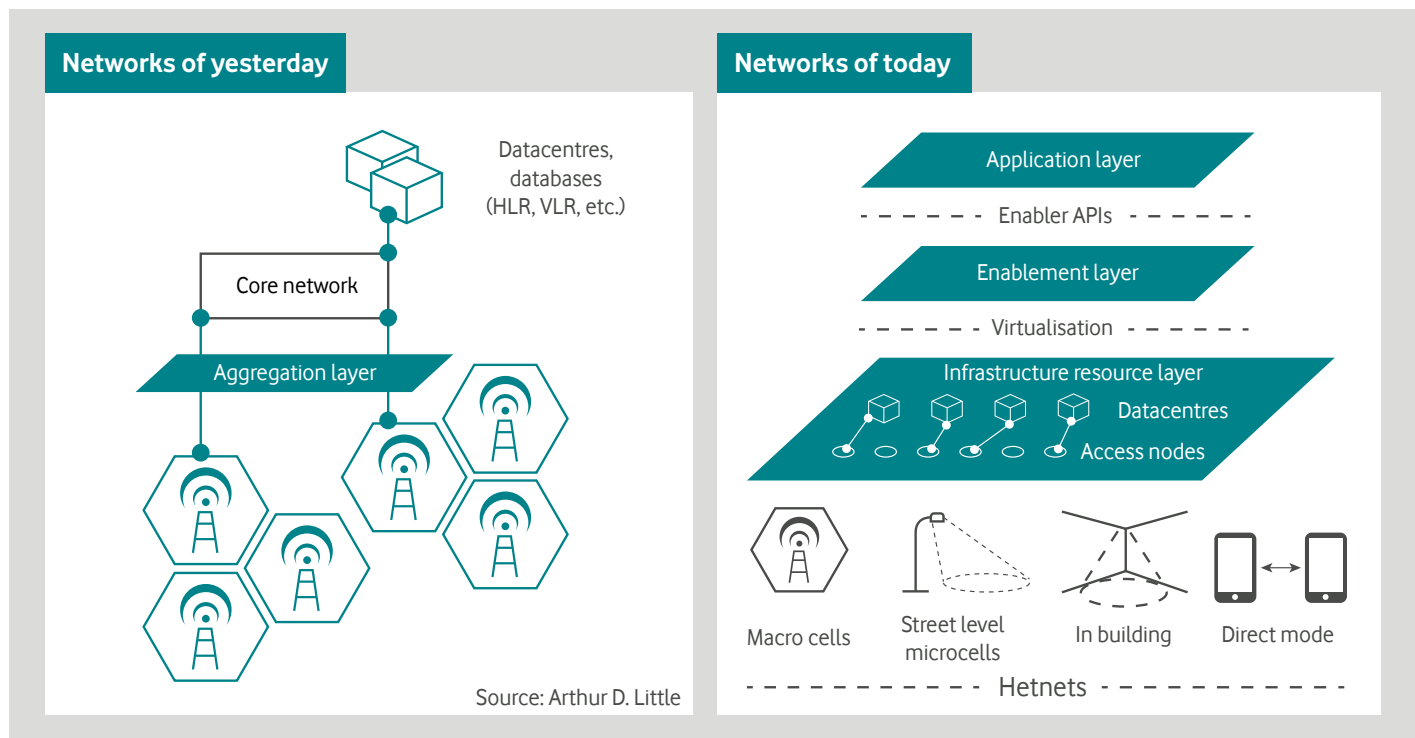 Networks of yesterday
Datacentres,
databases
(HLR, VLR, etc.)
Core network
Aggregation layer
Source: Arthur D. Little
Networks of today
Application layer
Enabler APIs
Enablement layer
Virtualisation
Infrastructure resource layer
Datacentres
Access nodes
Macro cells
Street level
microcells
In building
Direct mode
Hetnets